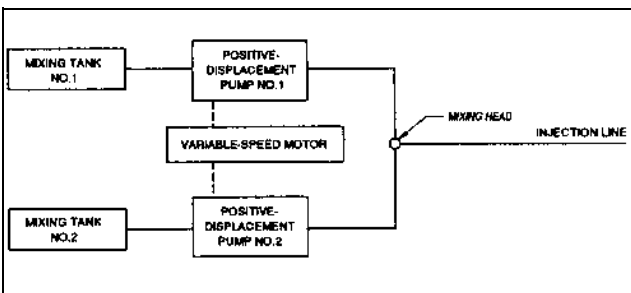 MIXING TANK
NO.1
POSITIVE-
DISPLACEMENT
PUMP NO.1
MIXING HEAD
INJECTION LINE
VARIABLE-SPEED MOTOR
MIXING TANK
NO.2
POSITIVE-
DISPLACEMENT
PUMP NO.2